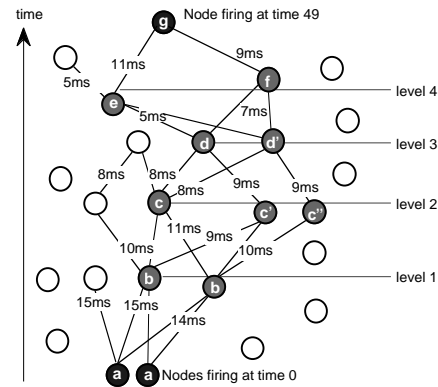 time
g Node firing at time 49
9ms
11ms
5ms
f
level 4
e
7ms
5ms
d d' level 3
8ms 8ms 9ms 9ms
8ms
c c' c'' level 2
11ms 9ms
10ms 10ms
b b level 1
15ms 15ms
14ms
a a Nodes firing at time 0